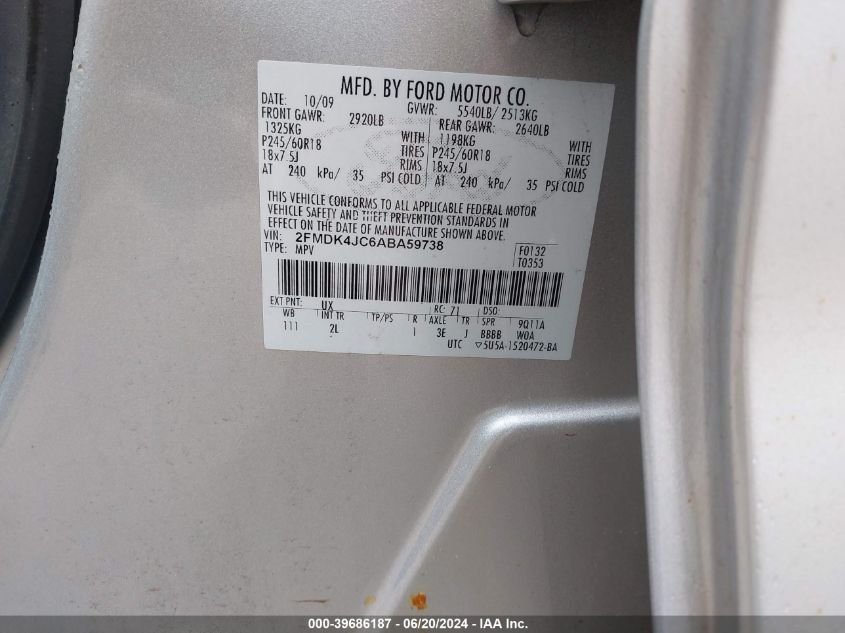 MFD. BY FORD MOTOR CO.
DATE: 10/09 GVWR: 5540LB/ 2513KG
FRONT GAWR: 2920LB REAR GAWR: 2640LB
1325KG WITH 1198KG WITH
P245/60R18 TIRES P245/60R18 TIRES
18x7.5J RIMS 18x7.5J RIMS
AT 240 kPa/ 35 PSI COLD AT 240 kPa/ 35 PSI COLD
THIS VEHICLE CONFORMS TO ALL APPLICABLE FEDERAL MOTOR
VEHICLE SAFETY AND THEFT PREVENTION STANDARDS IN
EFFECT ON THE DATE OF MANUFACTURE SHOWN ABOVE.
VIN: 2FMDK4JC6ABA59738 F0132
TYPE: MPV T0353
EXT PNT: UX RC: 71 DSO:
WB INT TR TP/PS R AXLE TR SPR 9Q11A
111 2L 1 3E J BBBB W0A
UTC ▽5U5A-1520472-BA
000-39686187 - 06/20/2024 - IAA Inc.